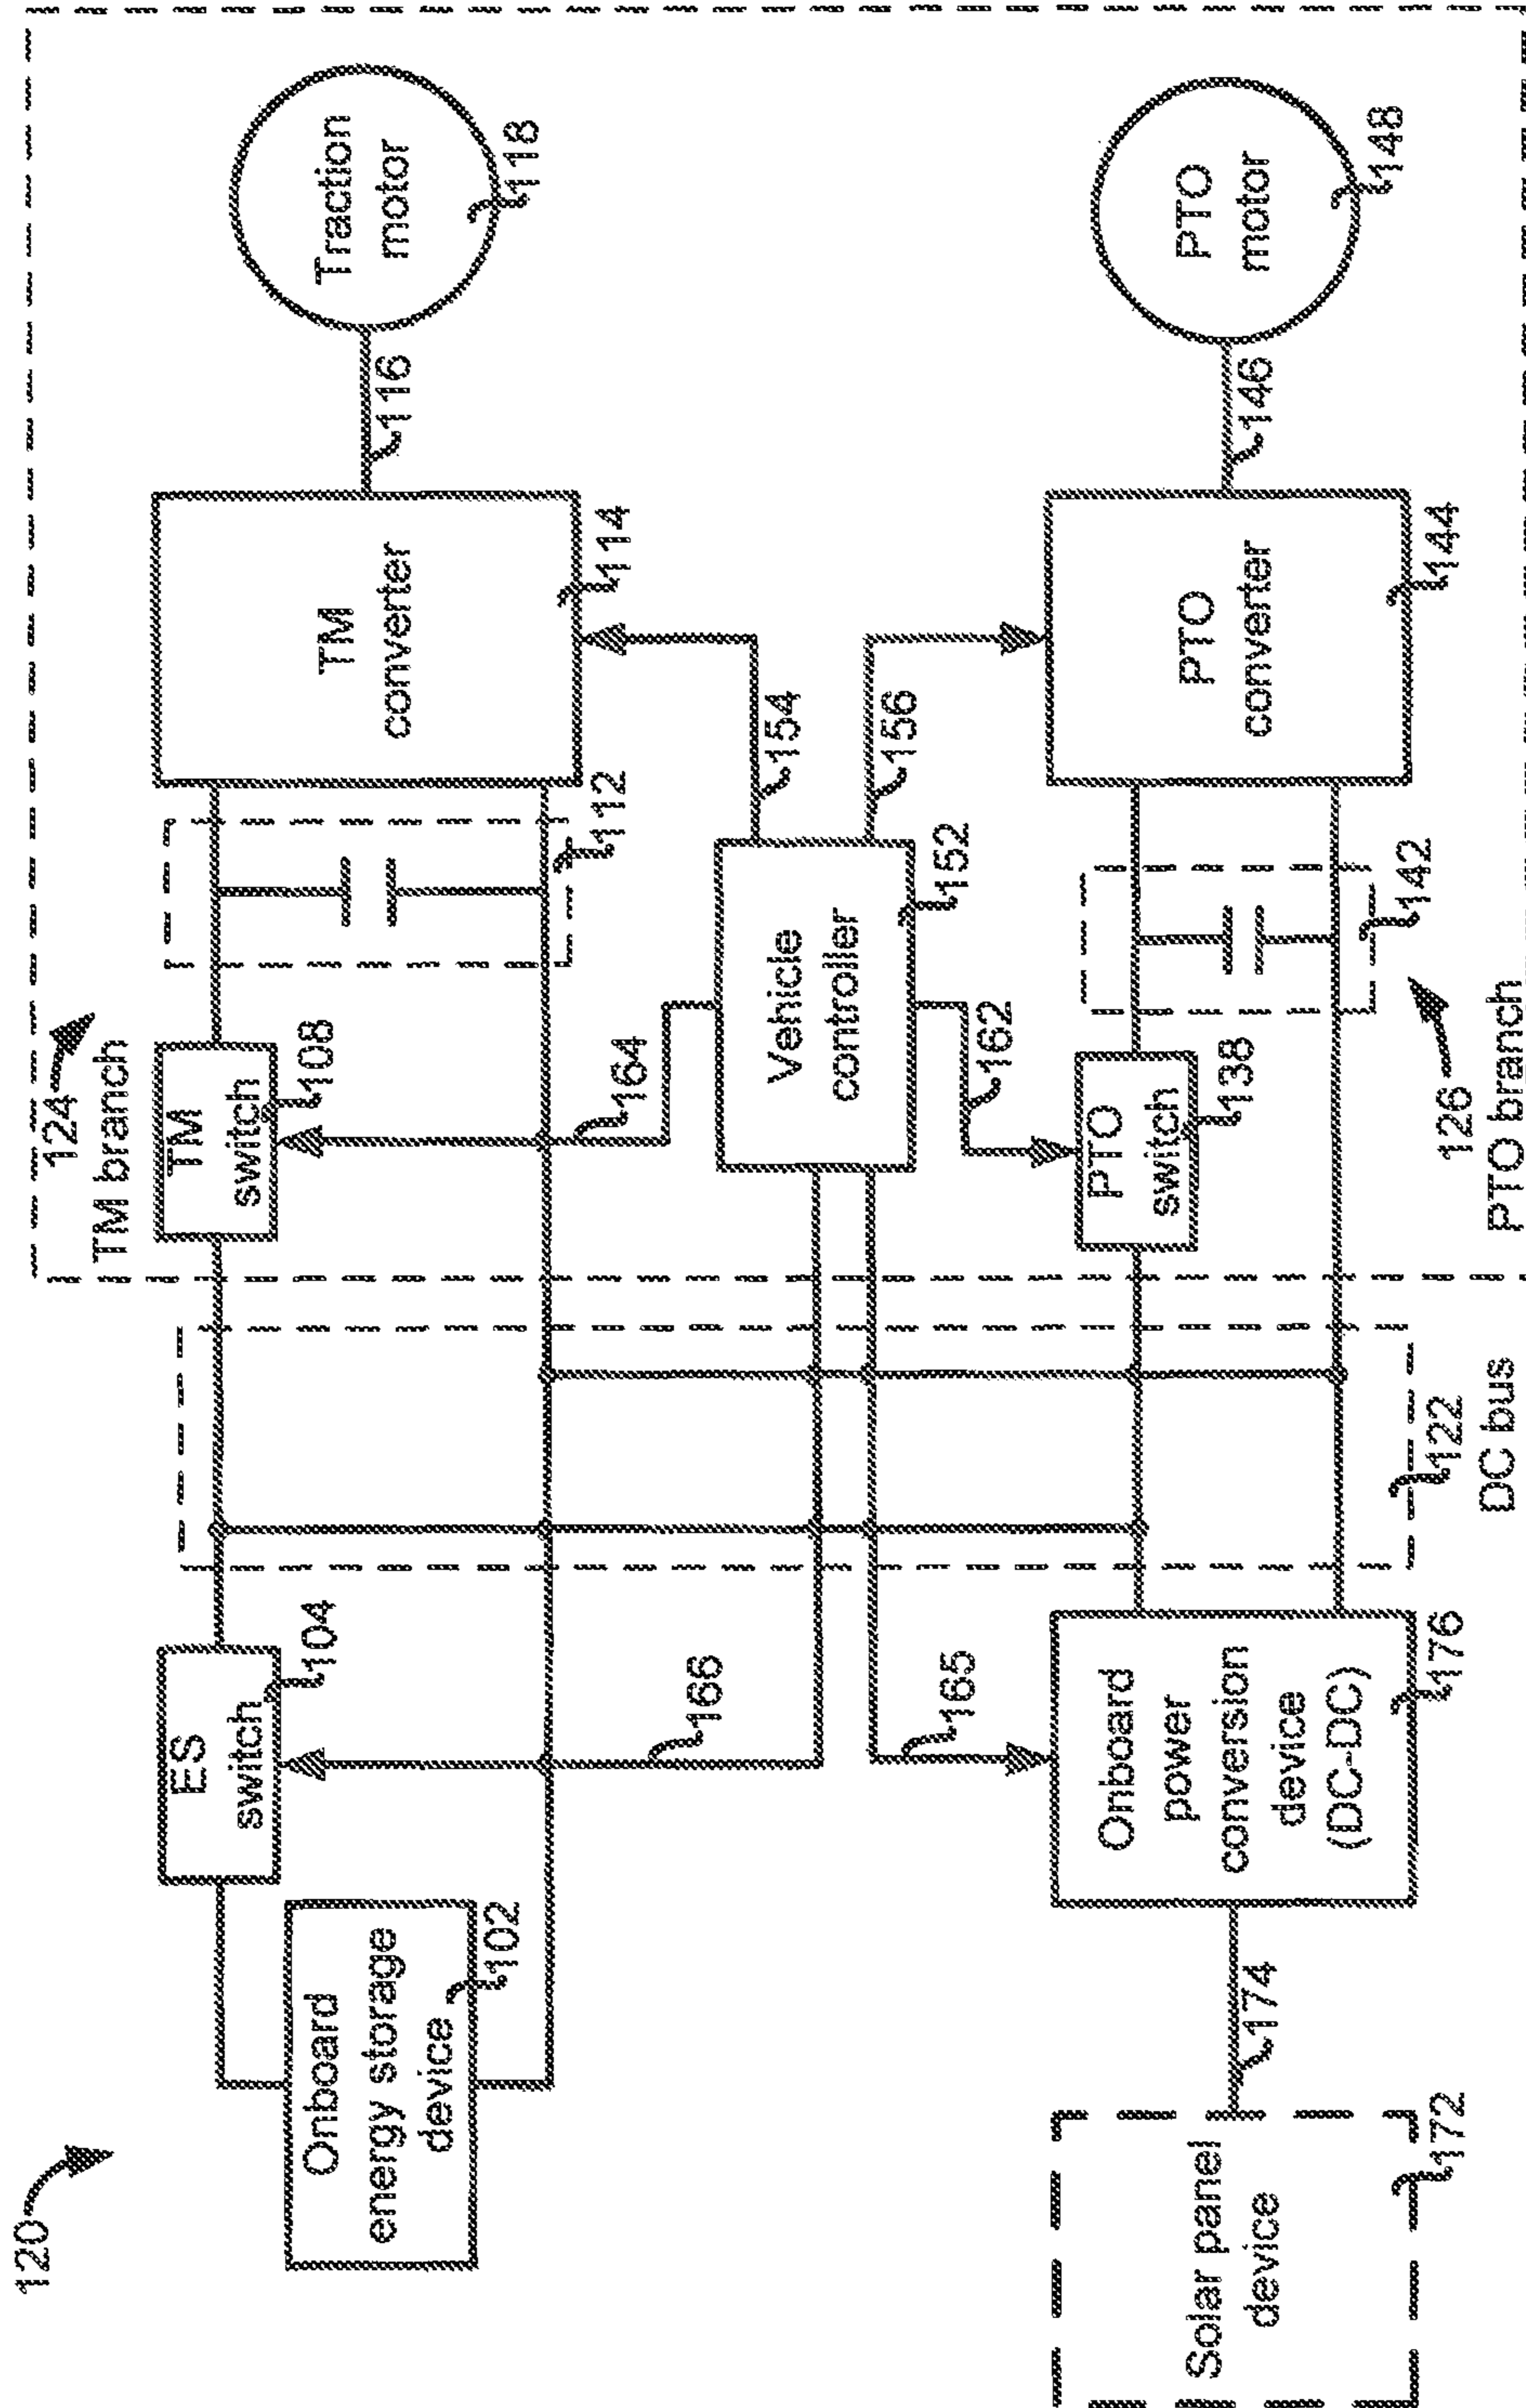 120
Onboard
energy storage
device
102
ES
switch
104
124
TM branch
TM
switch
108
112
TM
converter
114
116
Traction
motor
118
166
164
154
Vehicle
controller
152
165
162
156
Solar panel
device
172
174
Onboard
power
conversion
device
(DC-DC)
176
122
DC bus
PTO
switch
138
142
126
PTO branch
PTO
converter
144
146
PTO
motor
148